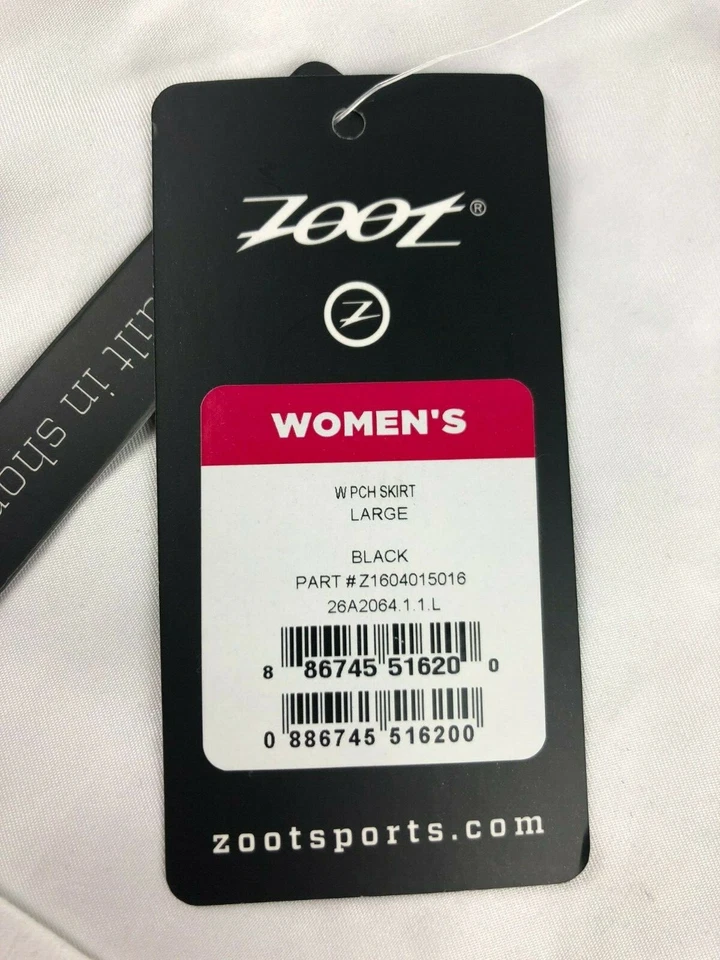 ZOOT®
Z
WOMEN'S
W PCH SKIRT
LARGE
BLACK
PART # Z1604015016
26A2064.1.1.L
8 86745 51620 0
0 886745 516200
zootsports.com
in